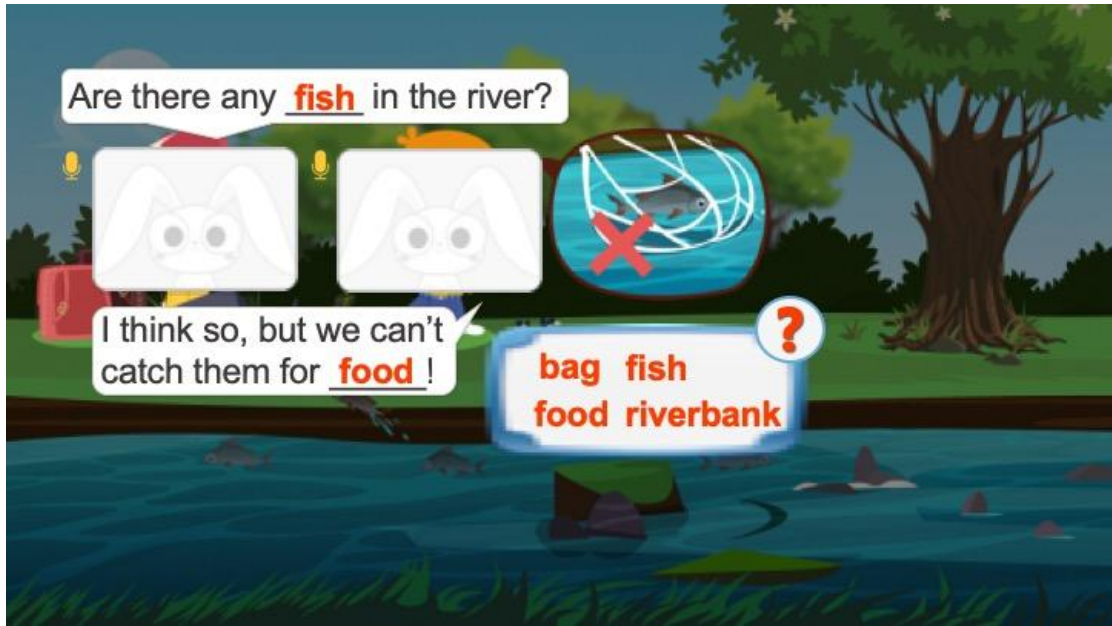 Are there any fish in the river?
I think so, but we can't
catch them for food!
?
bag fish
food riverbank